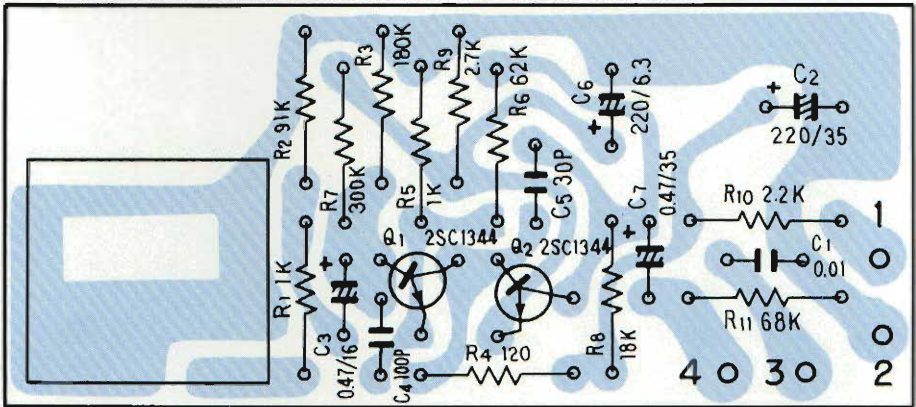 R2 91K
R7 300K
R3 180K
R5 1K
R9 2.7K
R6 62K
C5 30P
C6 220/6.3
C7 0.47/35
C2
220/35
R10 2.2K
C1
0.01
R11 68K
1
2
3
4
R1 1K
C3 0.47/16
C4 100P
Q1 2SC1344
Q2 2SC1344
R4 120
R8 18K